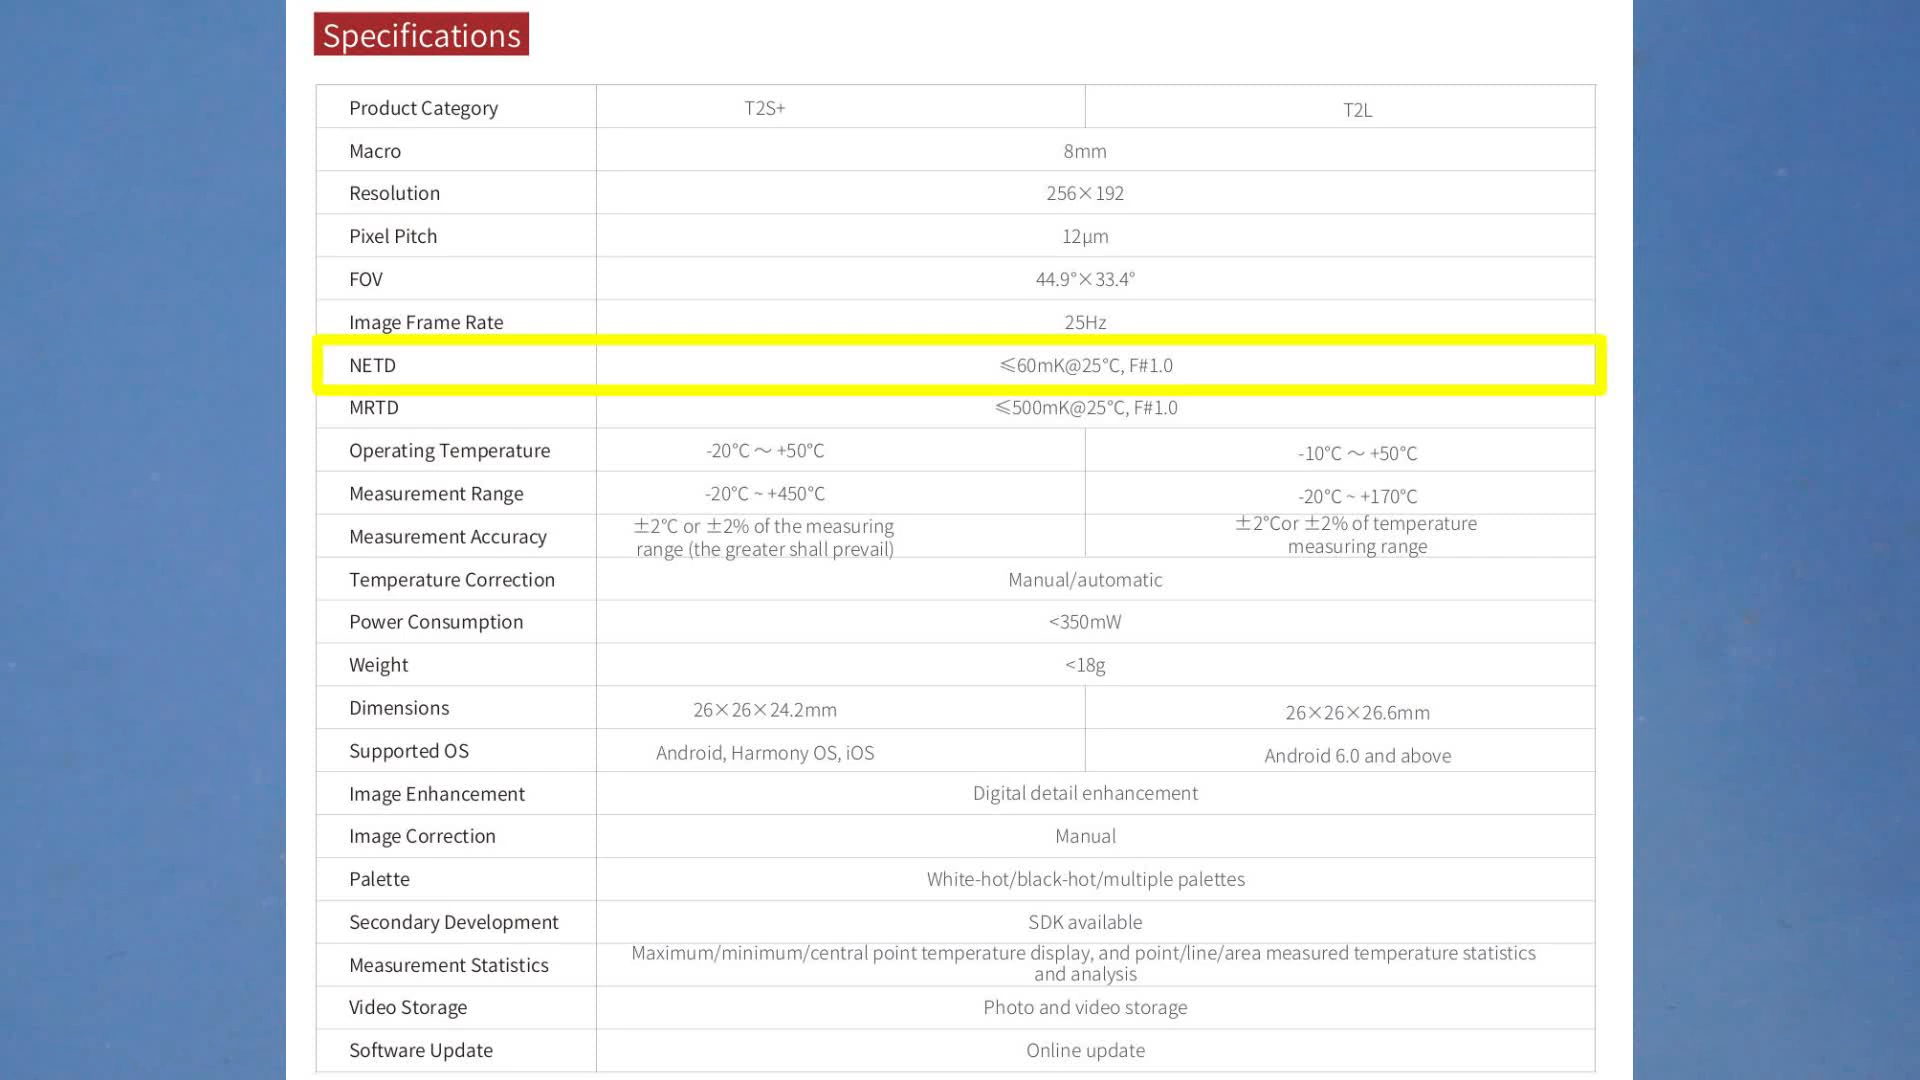 Specifications
Product Category T2S+ T2L
Macro 8mm
Resolution 256×192
Pixel Pitch 12μm
FOV 44.9°×33.4°
Image Frame Rate 25Hz
NETD ≤60mK@25℃, F#1.0
MRTD ≤500mK@25℃, F#1.0
Operating Temperature -20℃～+50℃ -10℃～+50℃
Measurement Range -20℃ ~ +450℃ -20℃ ~ +170℃
Measurement Accuracy ±2℃ or ±2% of the measuring range (the greater shall prevail) ±2℃or ±2% of temperature measuring range
Temperature Correction Manual/automatic
Power Consumption <350mW
Weight <18g
Dimensions 26×26×24.2mm 26×26×26.6mm
Supported OS Android, Harmony OS, iOS Android 6.0 and above
Image Enhancement Digital detail enhancement
Image Correction Manual
Palette White-hot/black-hot/multiple palettes
Secondary Development SDK available
Measurement Statistics Maximum/minimum/central point temperature display, and point/line/area measured temperature statistics
and analysis
Video Storage Photo and video storage
Software Update Online update